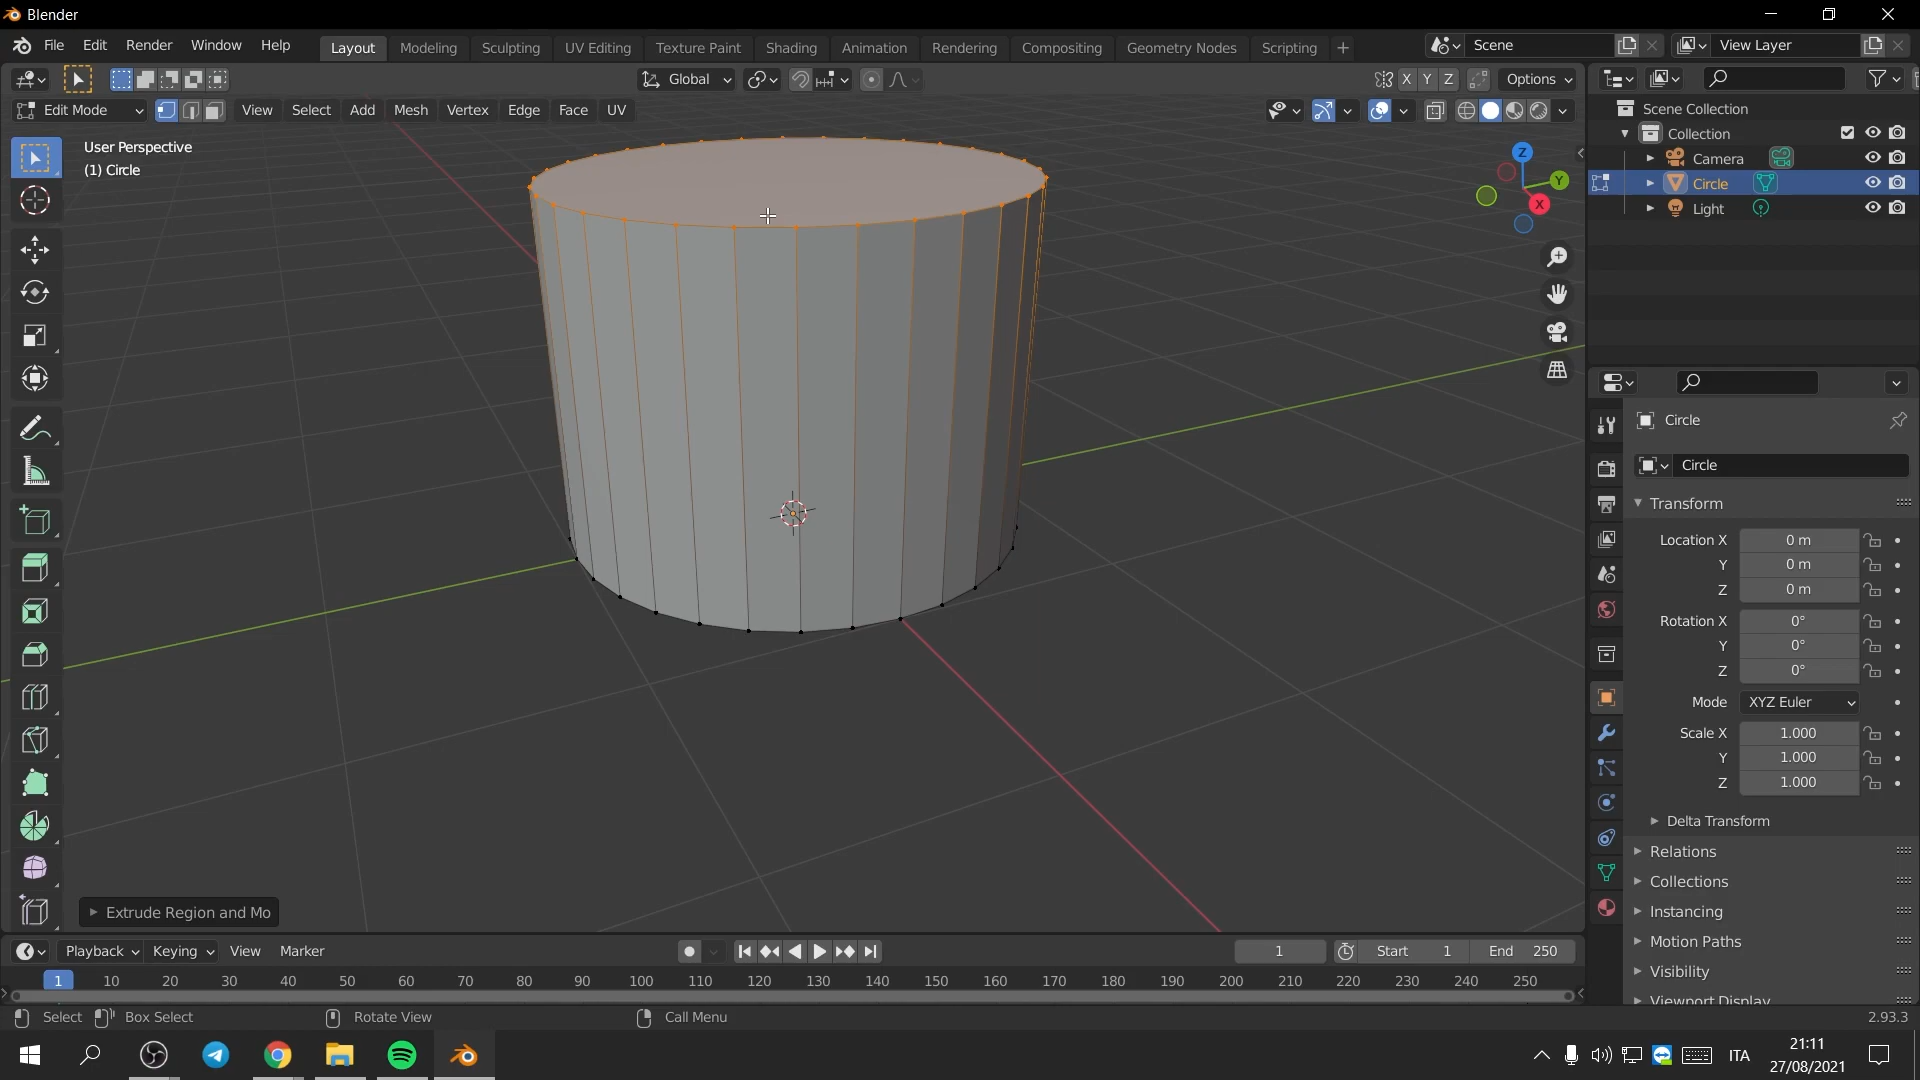 Blender
File Edit Render Window Help Layout Modeling Sculpting UV Editing Texture Paint Shading Animation Rendering Compositing Geometry Nodes Scripting + Scene View Layer
Global X Y Z Options
Edit Mode View Select Add Mesh Vertex Edge Face UV
Scene Collection
Collection
Camera
Circle
Light
User Perspective
(1) Circle
Z
Y
X
Circle
Circle
Transform
Location X 0 m
Y 0 m
Z 0 m
Rotation X 0°
Y 0°
Z 0°
Mode XYZ Euler
Scale X 1.000
Y 1.000
Z 1.000
Delta Transform
Relations
Collections
Instancing
Motion Paths
Visibility
Viewport Display
Extrude Region and Mo
Playback Keying View Marker 1 Start 1 End 250
1 10 20 30 40 50 60 70 80 90 100 110 120 130 140 150 160 170 180 190 200 210 220 230 240 250
Select Box Select Rotate View Call Menu 2.93.3
ITA
21:11
27/08/2021